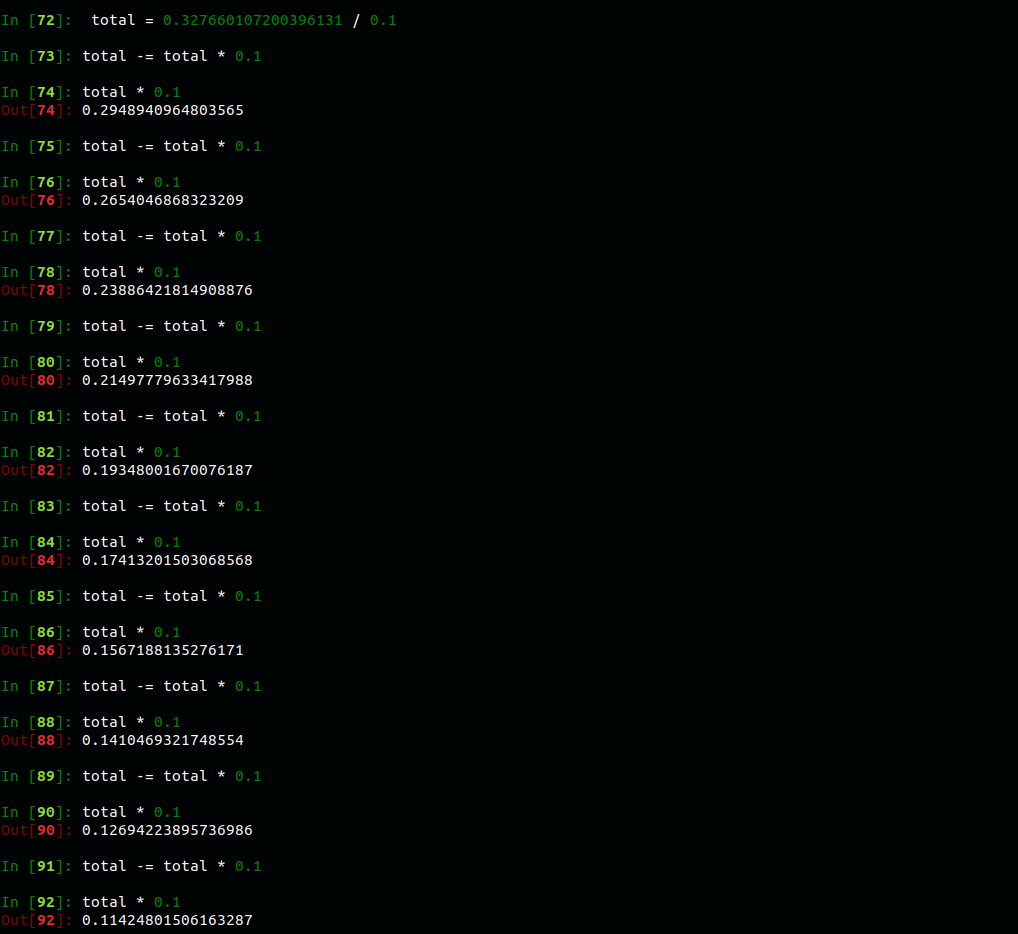 In [72]:  total = 0.327660107200396131 / 0.1
In [73]: total -= total * 0.1
In [74]: total * 0.1
Out[74]: 0.2948940964803565
In [75]: total -= total * 0.1
In [76]: total * 0.1
Out[76]: 0.2654046868323209
In [77]: total -= total * 0.1
In [78]: total * 0.1
Out[78]: 0.23886421814908876
In [79]: total -= total * 0.1
In [80]: total * 0.1
Out[80]: 0.21497779633417988
In [81]: total -= total * 0.1
In [82]: total * 0.1
Out[82]: 0.19348001670076187
In [83]: total -= total * 0.1
In [84]: total * 0.1
Out[84]: 0.17413201503068568
In [85]: total -= total * 0.1
In [86]: total * 0.1
Out[86]: 0.1567188135276171
In [87]: total -= total * 0.1
In [88]: total * 0.1
Out[88]: 0.1410469321748554
In [89]: total -= total * 0.1
In [90]: total * 0.1
Out[90]: 0.12694223895736986
In [91]: total -= total * 0.1
In [92]: total * 0.1
Out[92]: 0.11424801506163287